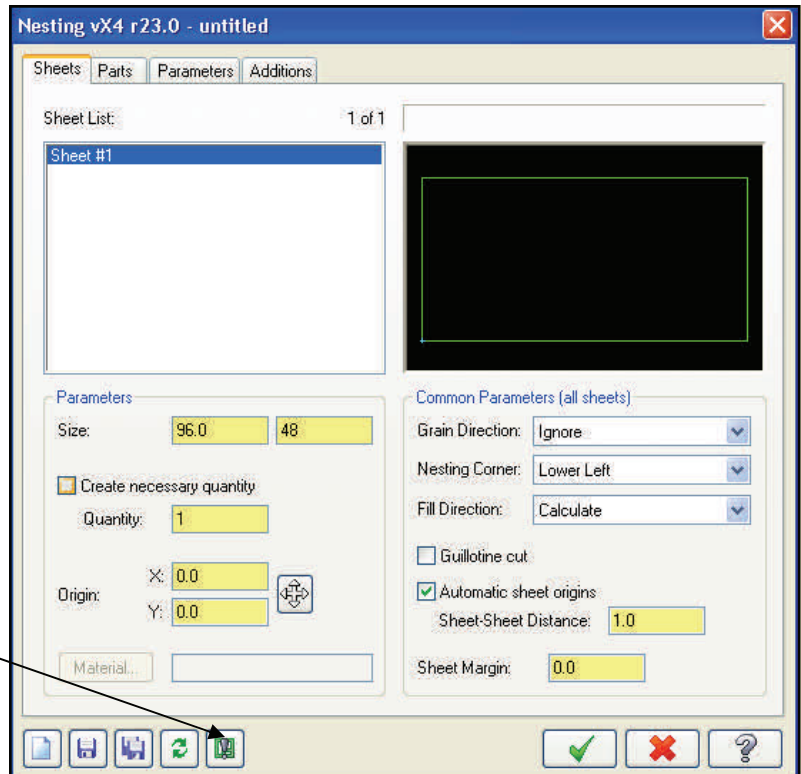 Nesting vX4 r23.0 - untitled
Sheets Parts Parameters Additions
Sheet List: 1 of 1
Sheet #1
Parameters
Size: 96.0 48
Create necessary quantity
Quantity: 1
Origin: X: 0.0
Y: 0.0
Material...
Common Parameters (all sheets)
Grain Direction: Ignore
Nesting Corner: Lower Left
Fill Direction: Calculate
Guillotine cut
Automatic sheet origins
Sheet-Sheet Distance: 1.0
Sheet Margin: 0.0